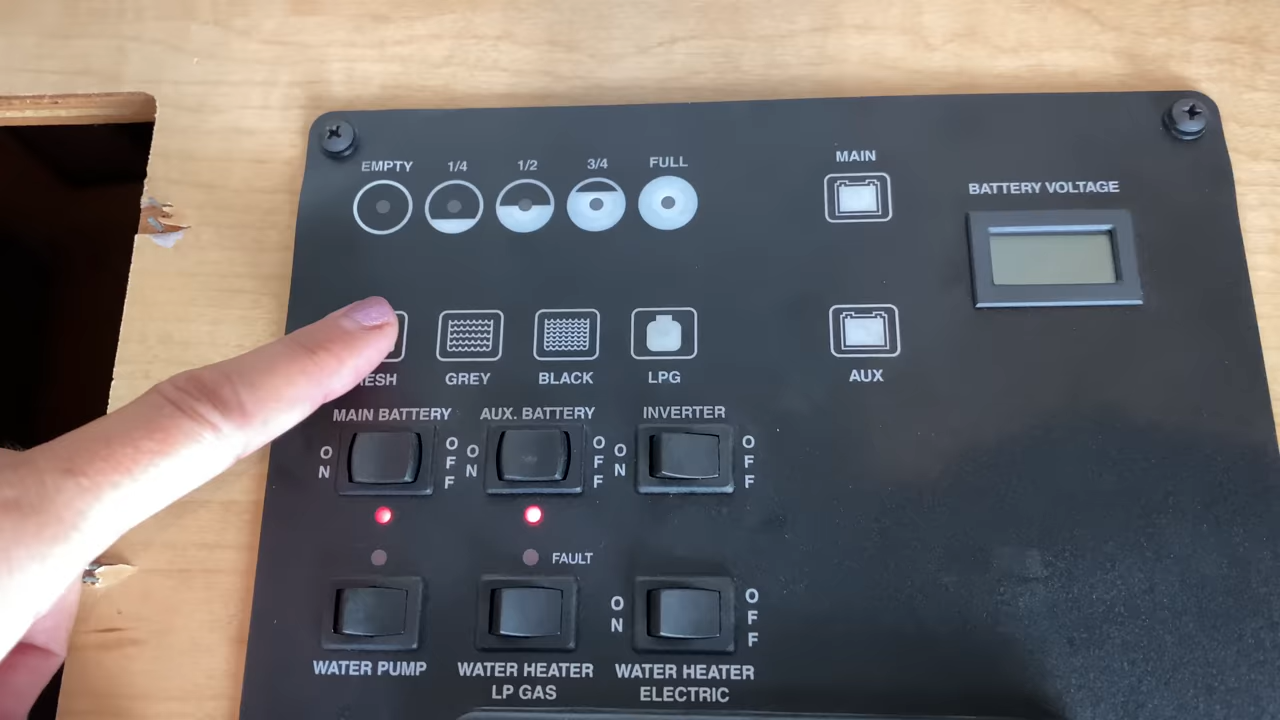 EMPTY 1/4 1/2 3/4 FULL
MAIN
BATTERY VOLTAGE
GREY BLACK LPG
AUX
MAIN BATTERY AUX. BATTERY INVERTER
ON OFF ON OFF ON OFF
FAULT
ON OFF
WATER PUMP
WATER HEATER
LP GAS
WATER HEATER
ELECTRIC